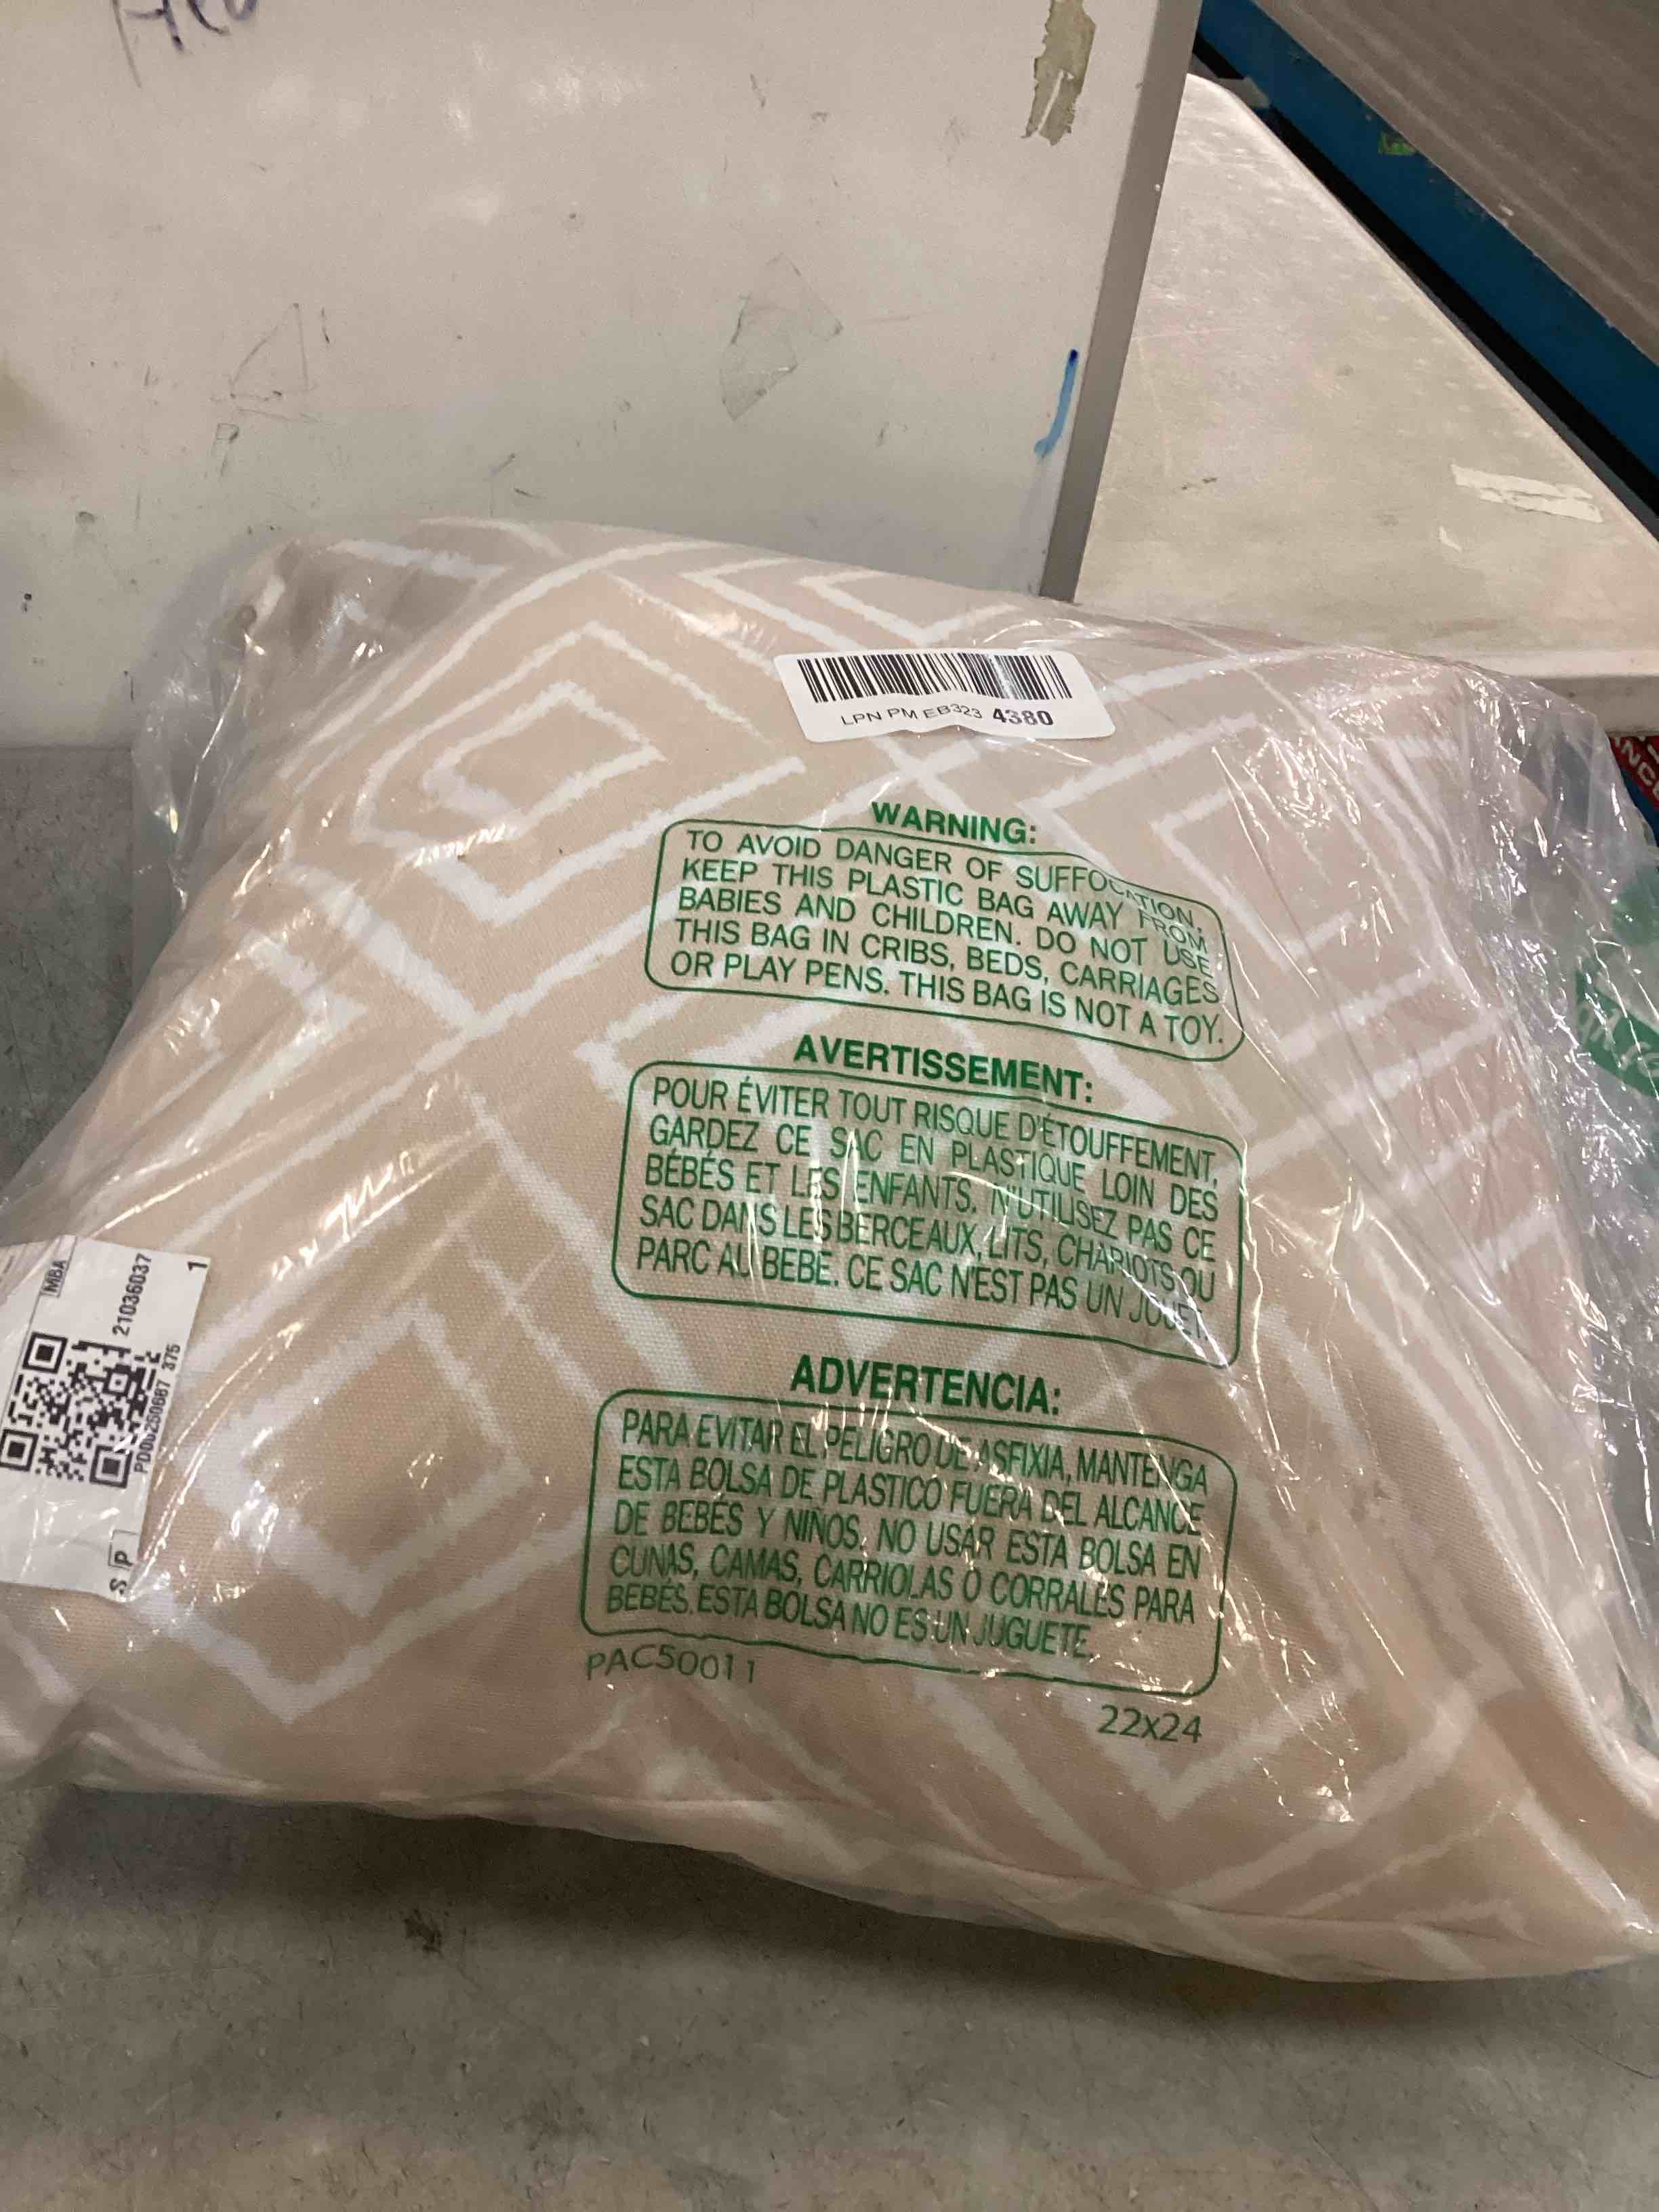 LPN PM EB323 4380
WARNING:
TO AVOID DANGER OF SUFFOCATION,
KEEP THIS PLASTIC BAG AWAY FROM
BABIES AND CHILDREN. DO NOT USE
THIS BAG IN CRIBS, BEDS, CARRIAGES
OR PLAY PENS. THIS BAG IS NOT A TOY.
AVERTISSEMENT:
POUR ÉVITER TOUT RISQUE D'ÉTOUFFEMENT,
GARDEZ CE SAC EN PLASTIQUE LOIN DES
BÉBÉS ET LES ENFANTS. N'UTILISEZ PAS CE
SAC DANS LES BERCEAUX, LITS, CHARIOTS OU
PARC AU BEBE. CE SAC N'EST PAS UN JOUET.
ADVERTENCIA:
PARA EVITAR EL PELIGRO DE ASFIXIA, MANTENGA
ESTA BOLSA DE PLASTICO FUERA DEL ALCANCE
DE BEBÉS Y NIÑOS. NO USAR ESTA BOLSA EN
CUNAS, CAMAS, CARRIOLAS O CORRALES PARA
BEBÉS. ESTA BOLSA NO ES UN JUGUETE.
PAC50011
22x24
MBA
21036037
1
375
S P